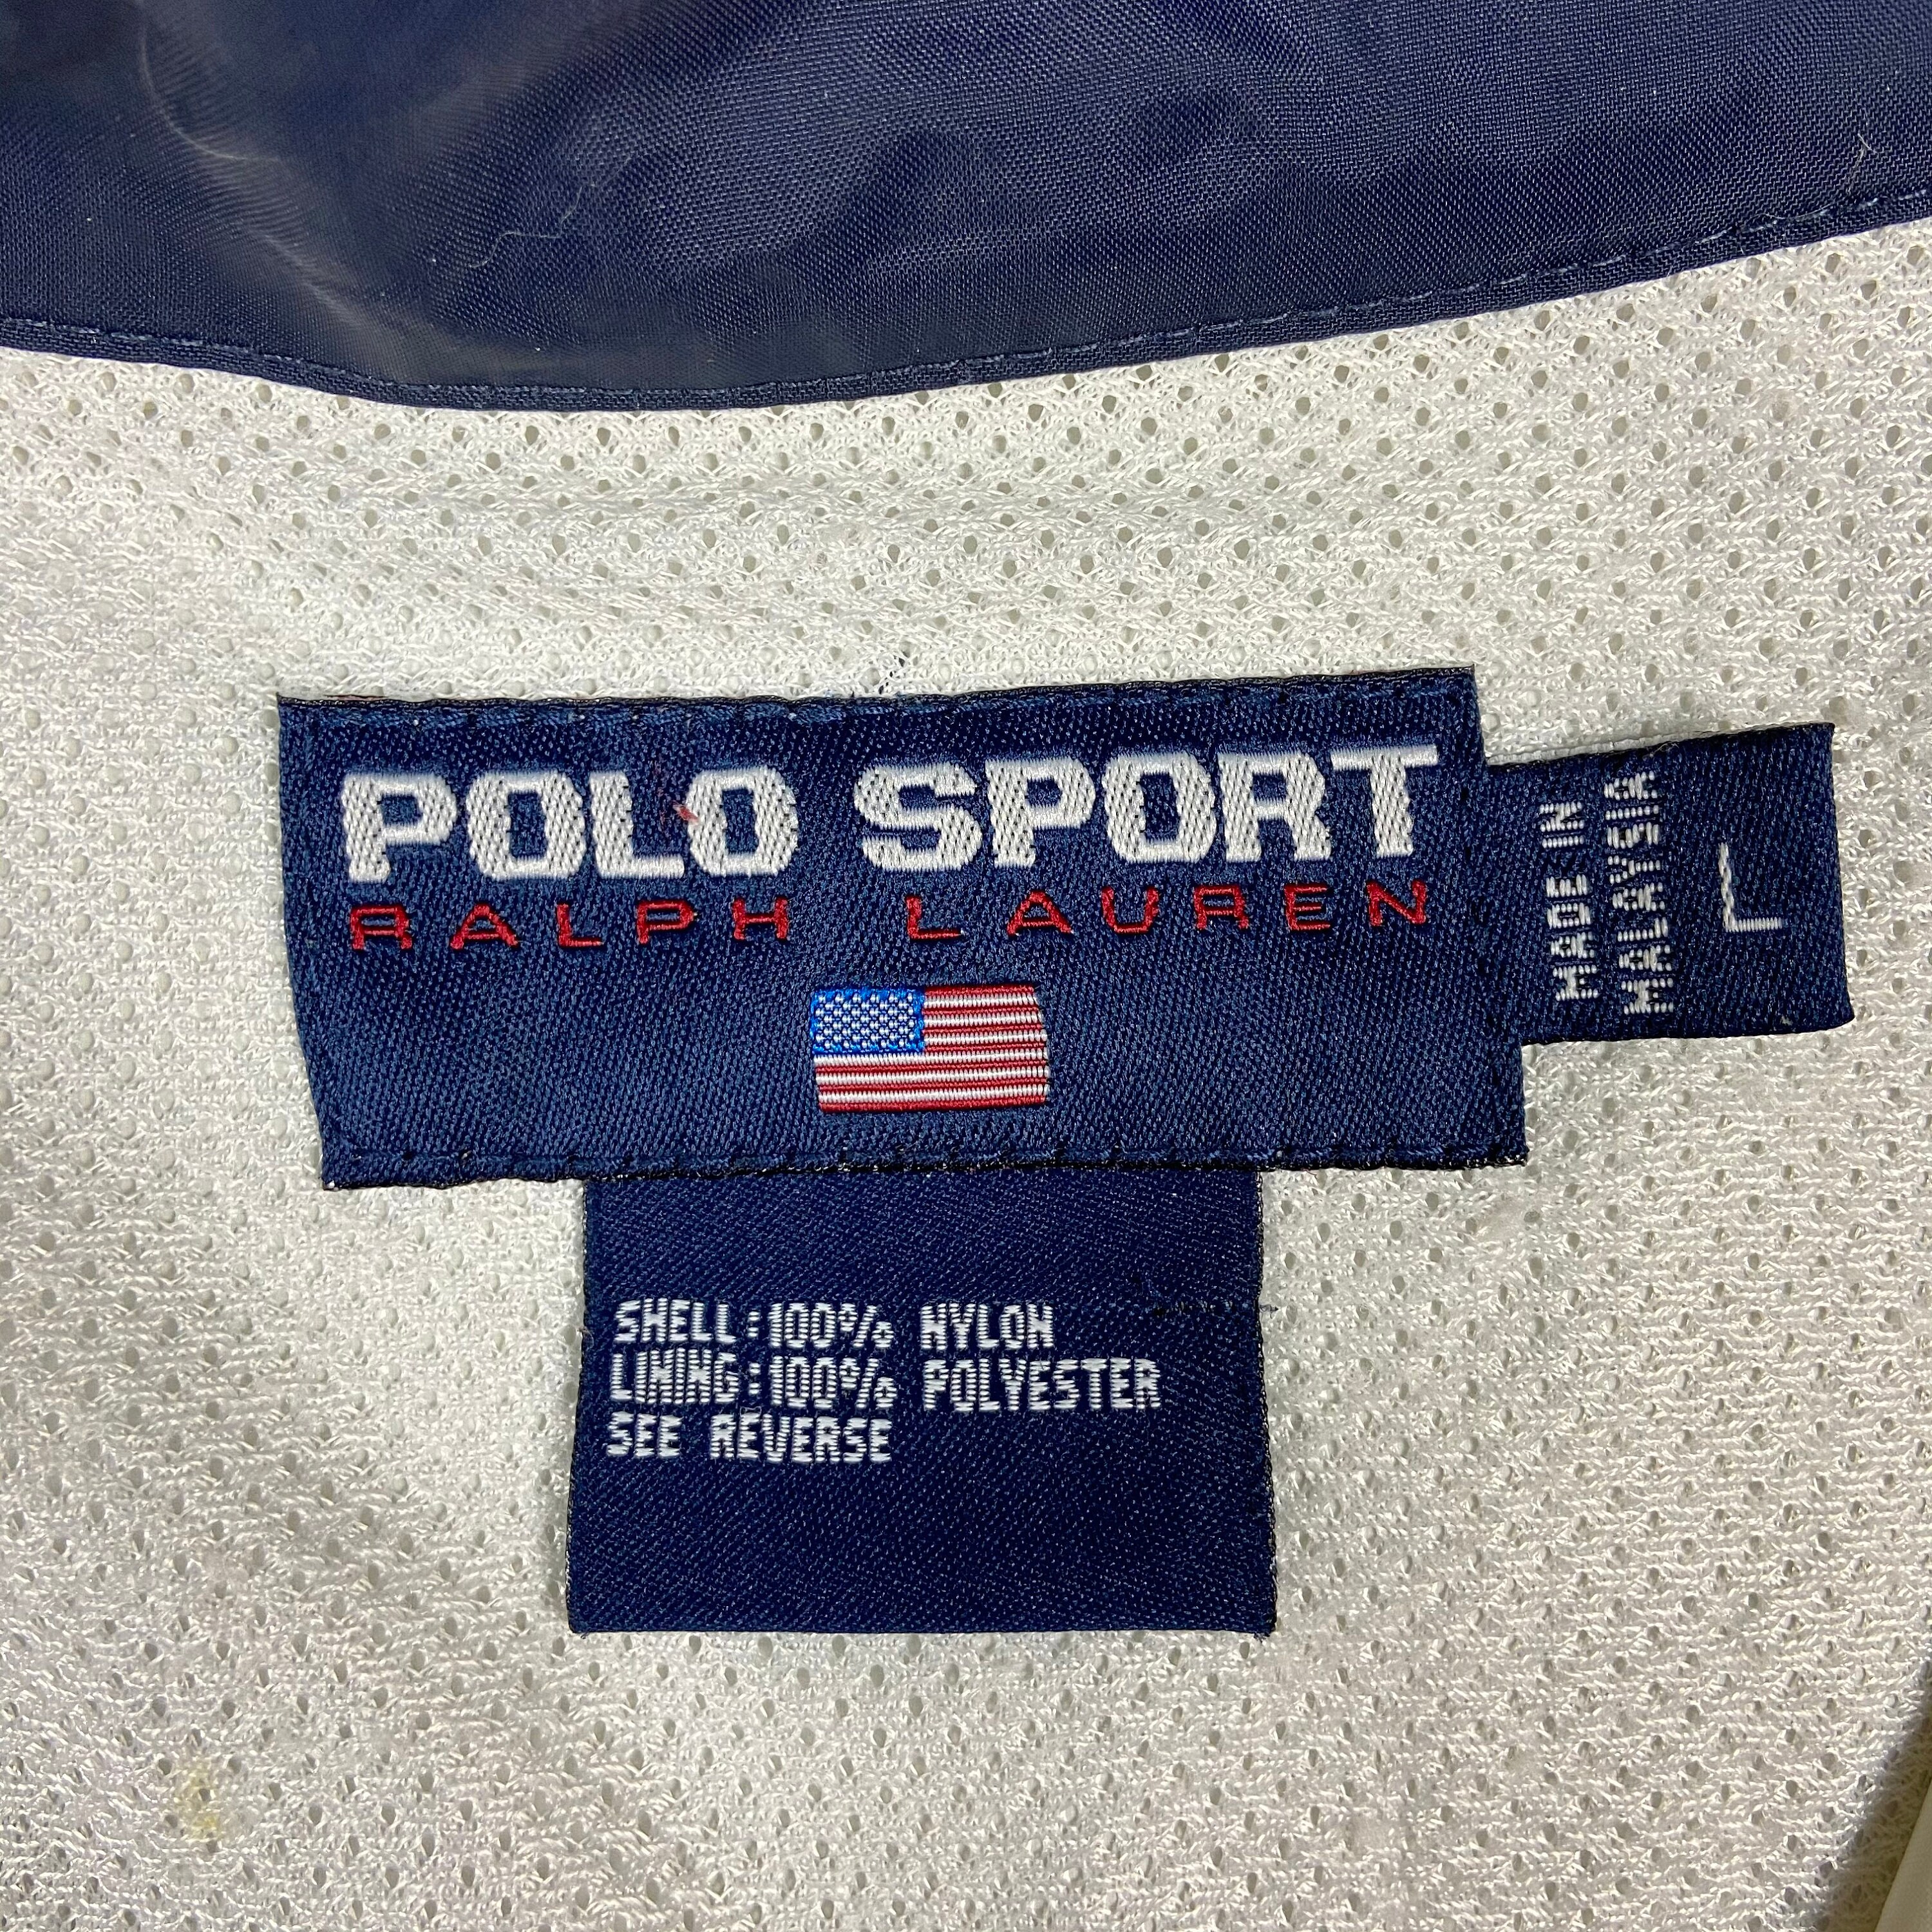 POLO SPORT
RALPH LAUREN
MADE IN
MALAYSIA
L
SHELL:100% NYLON
LINING:100% POLYESTER
SEE REVERSE